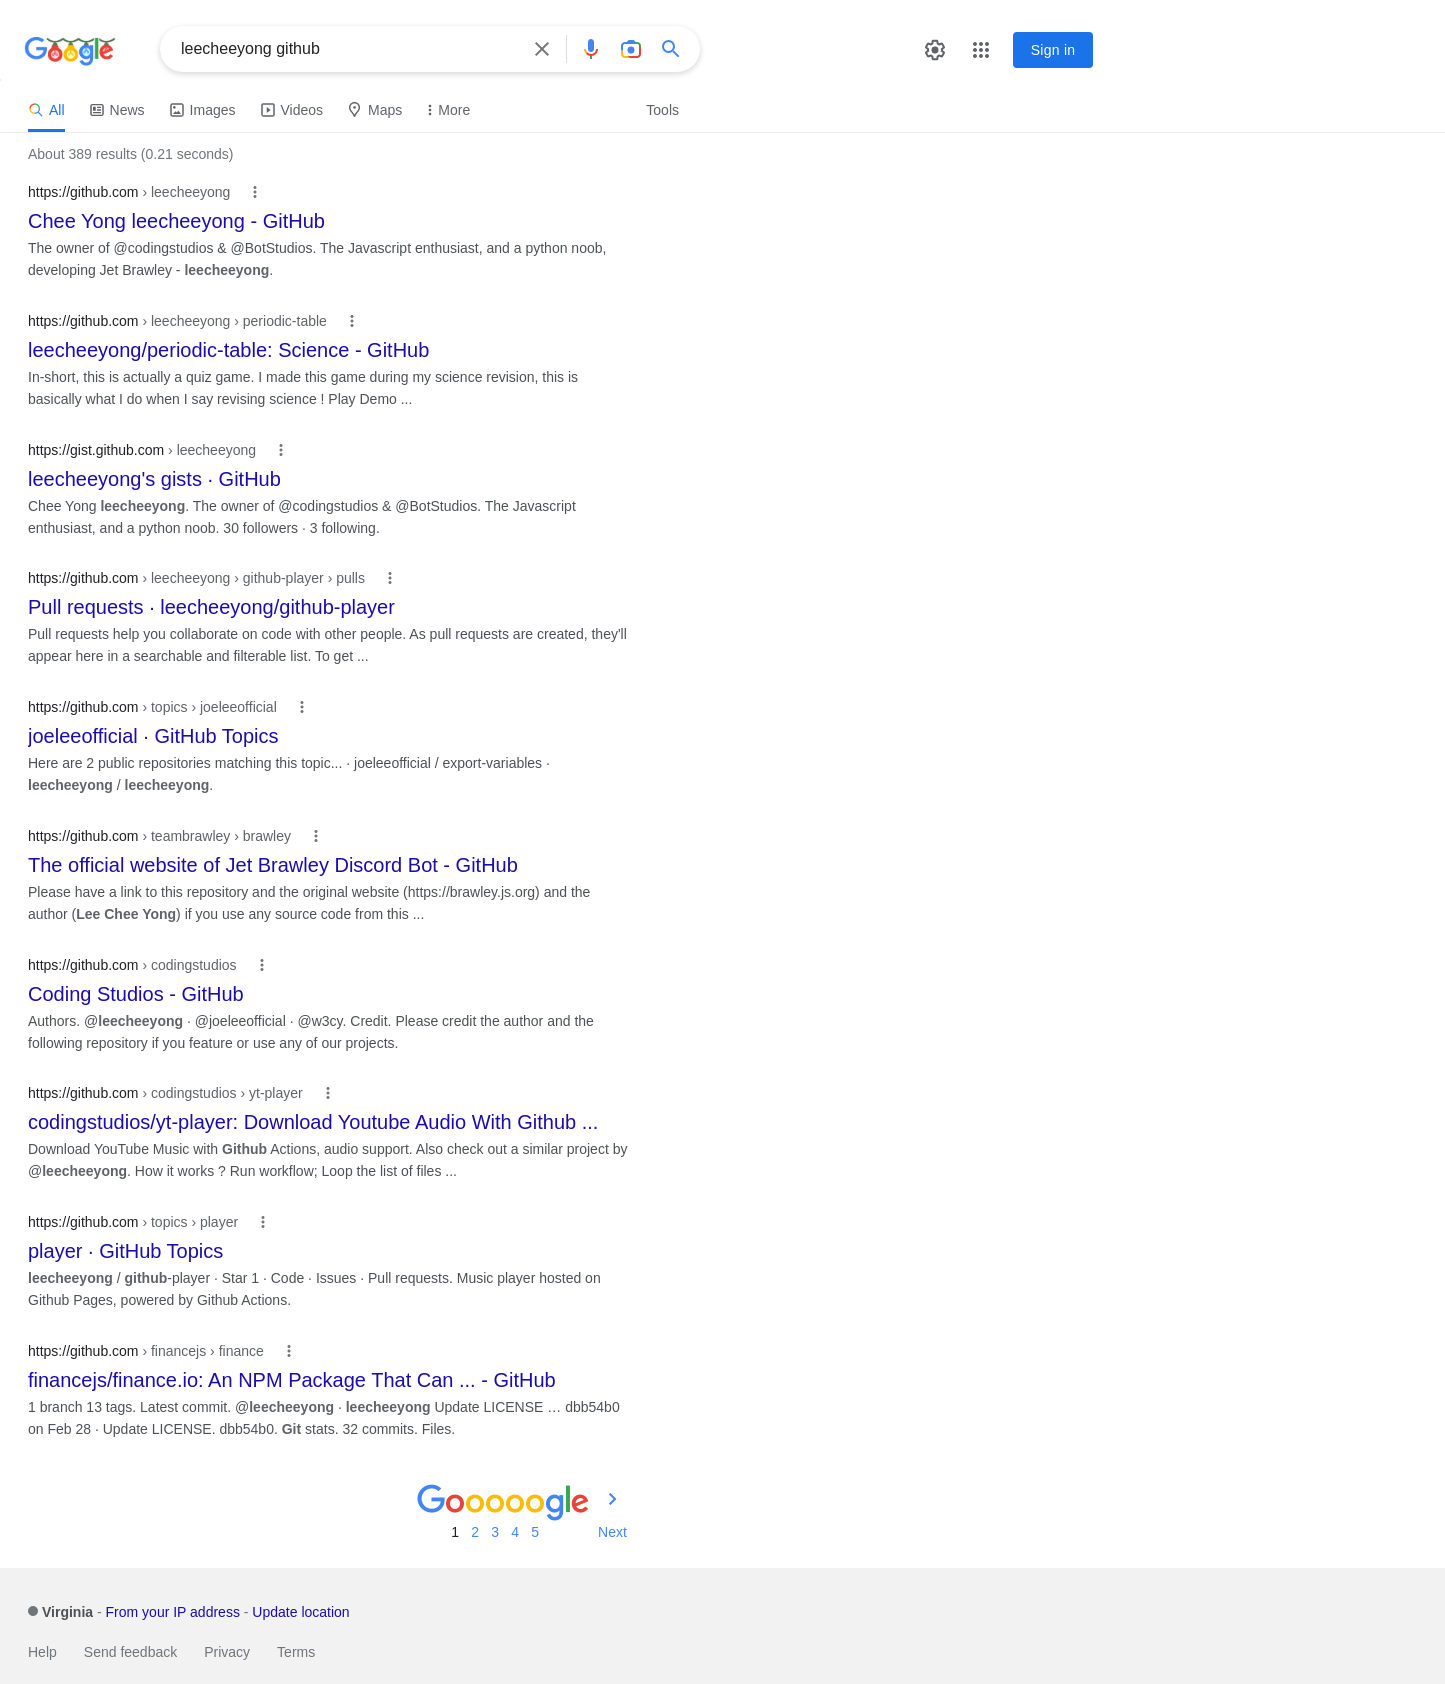 Google
leecheeyong github
Sign in
All News Images Videos Maps More Tools
About 389 results (0.21 seconds)
https://github.com › leecheeyong
Chee Yong leecheeyong - GitHub
The owner of @codingstudios & @BotStudios. The Javascript enthusiast, and a python noob,
developing Jet Brawley - leecheeyong.
https://github.com › leecheeyong › periodic-table
leecheeyong/periodic-table: Science - GitHub
In-short, this is actually a quiz game. I made this game during my science revision, this is
basically what I do when I say revising science ! Play Demo ...
https://gist.github.com › leecheeyong
leecheeyong's gists · GitHub
Chee Yong leecheeyong. The owner of @codingstudios & @BotStudios. The Javascript
enthusiast, and a python noob. 30 followers · 3 following.
https://github.com › leecheeyong › github-player › pulls
Pull requests · leecheeyong/github-player
Pull requests help you collaborate on code with other people. As pull requests are created, they'll
appear here in a searchable and filterable list. To get ...
https://github.com › topics › joeleeofficial
joeleeofficial · GitHub Topics
Here are 2 public repositories matching this topic... · joeleeofficial / export-variables ·
leecheeyong / leecheeyong.
https://github.com › teambrawley › brawley
The official website of Jet Brawley Discord Bot - GitHub
Please have a link to this repository and the original website (https://brawley.js.org) and the
author (Lee Chee Yong) if you use any source code from this ...
https://github.com › codingstudios
Coding Studios - GitHub
Authors. @leecheeyong · @joeleeofficial · @w3cy. Credit. Please credit the author and the
following repository if you feature or use any of our projects.
https://github.com › codingstudios › yt-player
codingstudios/yt-player: Download Youtube Audio With Github ...
Download YouTube Music with Github Actions, audio support. Also check out a similar project by
@leecheeyong. How it works ? Run workflow; Loop the list of files ...
https://github.com › topics › player
player · GitHub Topics
leecheeyong / github-player · Star 1 · Code · Issues · Pull requests. Music player hosted on
Github Pages, powered by Github Actions.
https://github.com › financejs › finance
financejs/finance.io: An NPM Package That Can ... - GitHub
1 branch 13 tags. Latest commit. @leecheeyong · leecheeyong Update LICENSE … dbb54b0
on Feb 28 · Update LICENSE. dbb54b0. Git stats. 32 commits. Files.
Goooooogle
1 2 3 4 5 Next
Virginia - From your IP address - Update location
Help Send feedback Privacy Terms